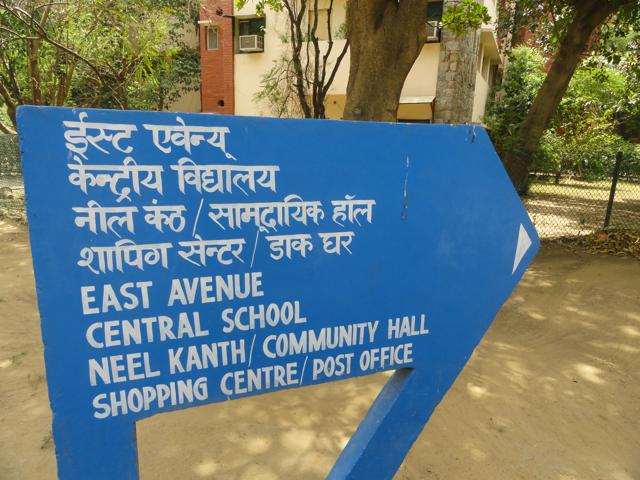 ईस्ट एवेन्यू
केन्द्रीय विद्यालय
नील कंठ/सामूदायिक हॉल
शापिग सेन्टर/डाक घर
EAST AVENUE
CENTRAL SCHOOL
NEEL KANTH/COMMUNITY HALL
SHOPPING CENTRE/POST OFFICE